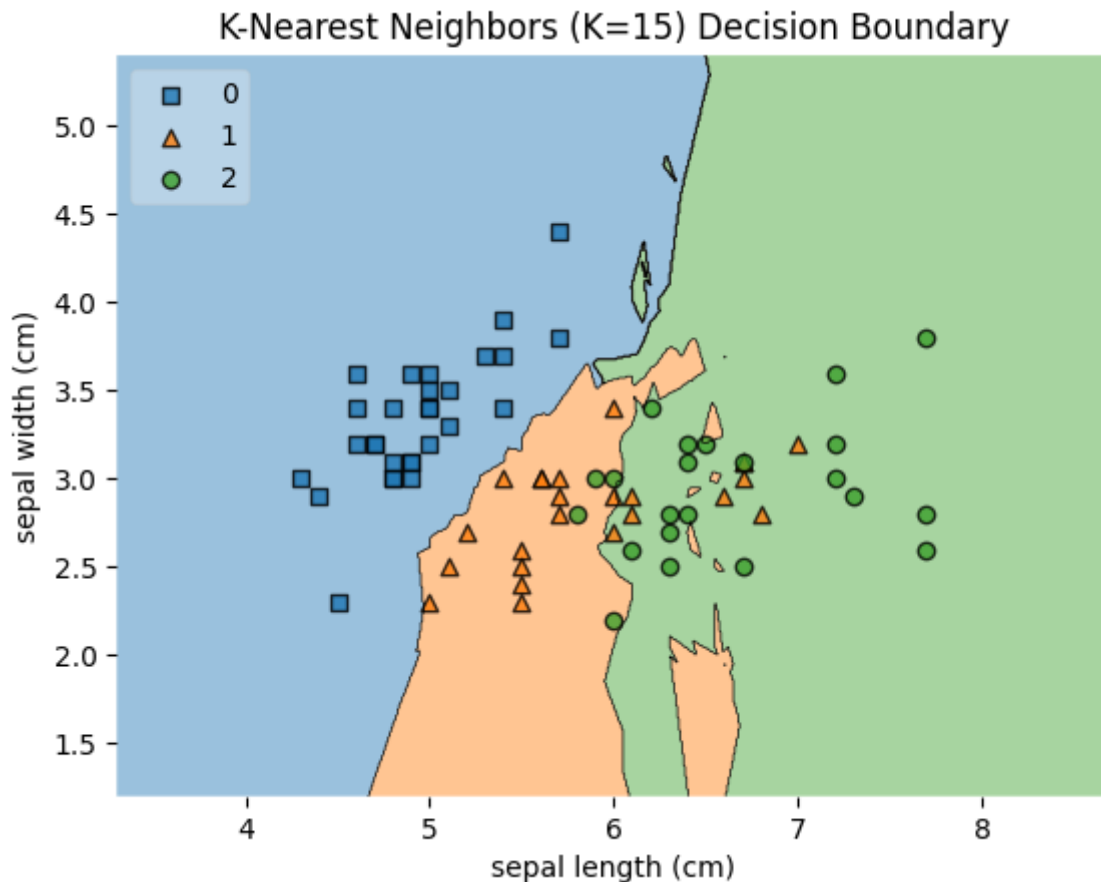 K-Nearest Neighbors (K=15) Decision Boundary
0
1
2
5.0
4.5
4.0
3.5
3.0
2.5
2.0
1.5
sepal width (cm)
4 5 6 7 8
sepal length (cm)